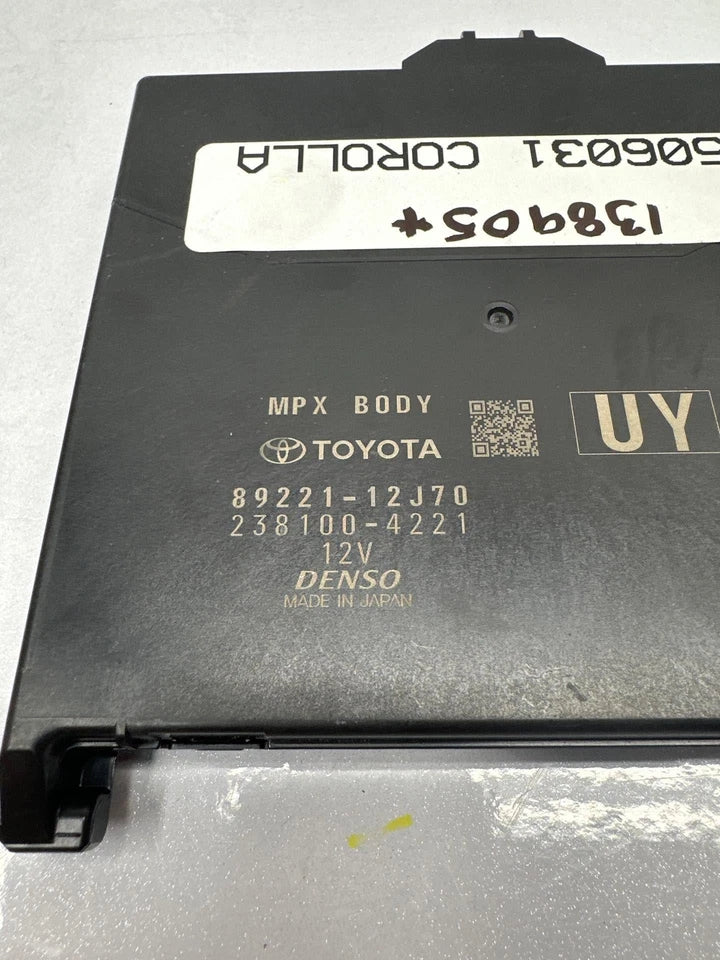 506031 COROLLA
138905*
MPX BODY
UY
TOYOTA
89221-12J70
238100-4221
12V
DENSO
MADE IN JAPAN